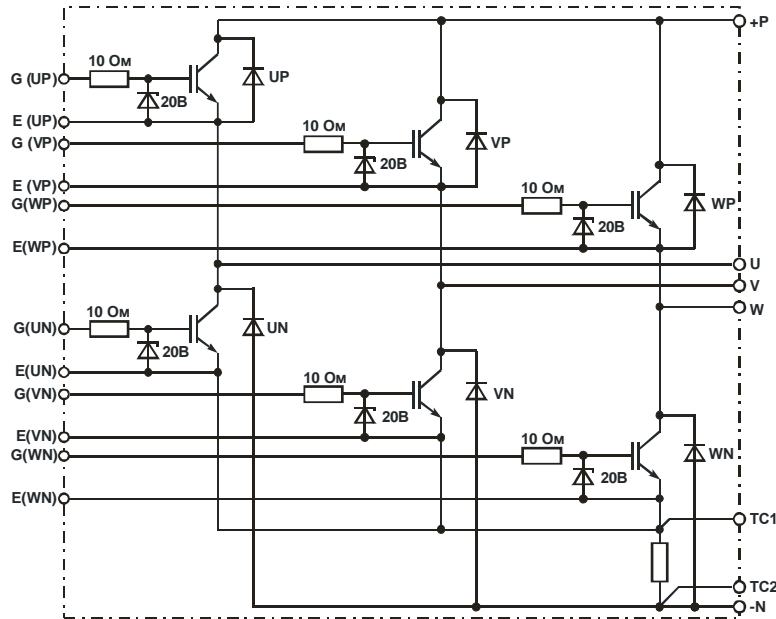 +P
10 Ом
G (UP)
UP
20В
E (UP)
10 Ом
G (VP)
VP
20В
E (VP)
10 Ом
G(WP)
WP
20В
E(WP)
U
V
W
10 Ом
G(UN)
UN
20В
E(UN)
10 Ом
G(VN)
VN
20В
E(VN)
10 Ом
G(WN)
WN
20В
E(WN)
TC1
TC2
-N